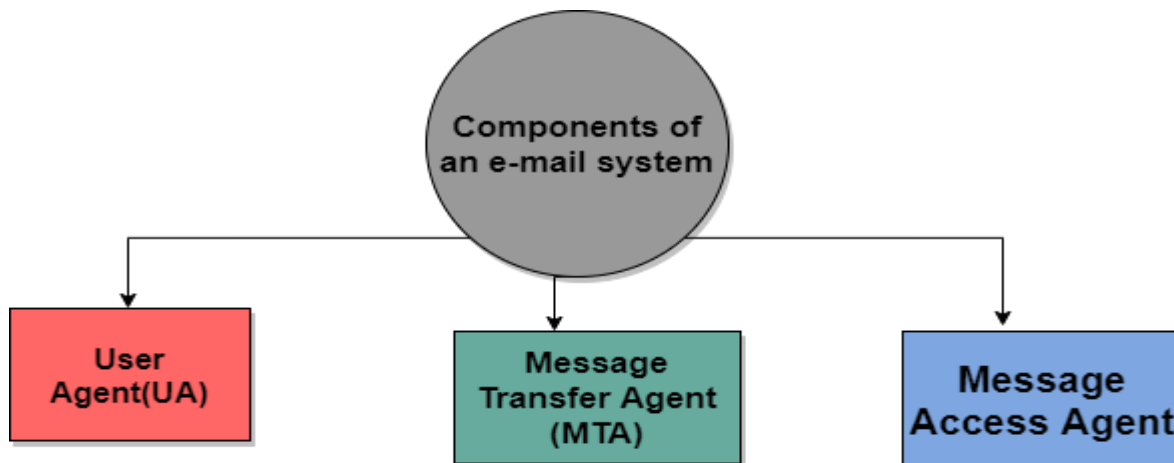 Components of
an e-mail system
User
Agent(UA)
Message
Transfer Agent
(MTA)
Message
Access Agent